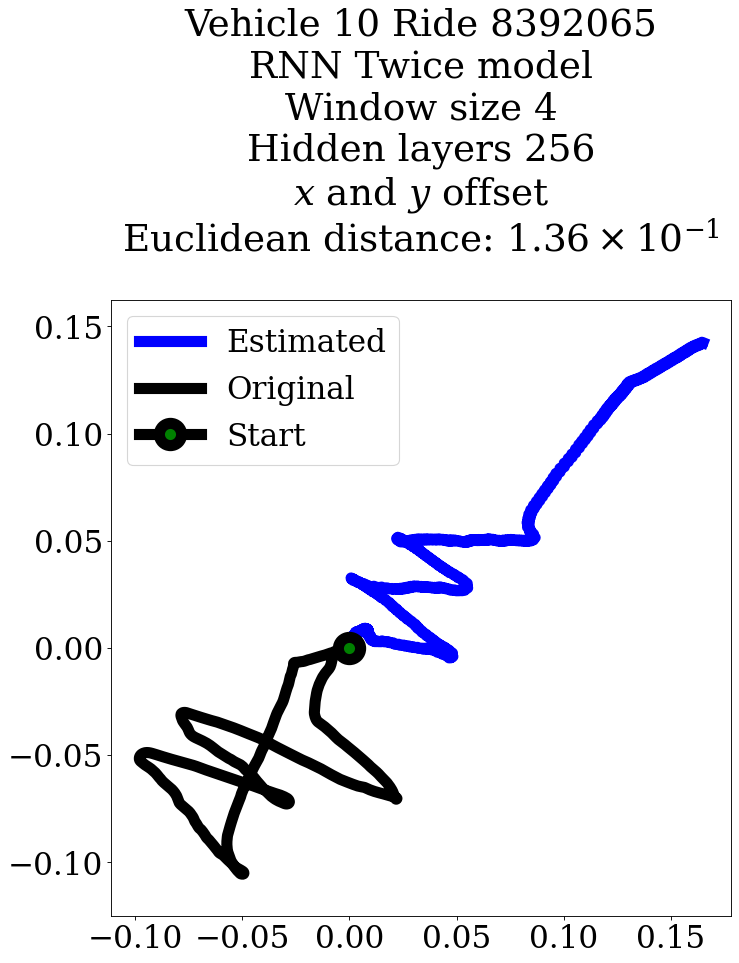 Vehicle 10 Ride 8392065
RNN Twice model
Window size 4
Hidden layers 256
x and y offset
Euclidean distance: 1.36 × 10⁻¹
Estimated
Original
Start
0.15
0.10
0.05
0.00
−0.05
−0.10
−0.10 −0.05 0.00 0.05 0.10 0.15